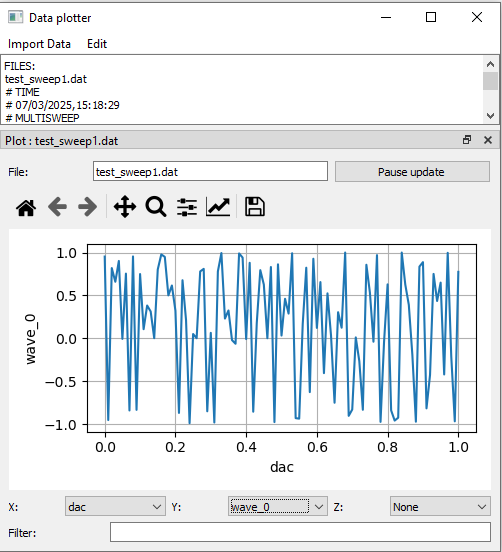 Data plotter
Import Data Edit
FILES:
test_sweep1.dat
# TIME
# 07/03/2025,15:18:29
# MULTISWEEP
Plot : test_sweep1.dat
File: test_sweep1.dat Pause update
1.0
0.5
0.0
−0.5
−1.0
wave_0
0.0 0.2 0.4 0.6 0.8 1.0
dac
X: dac Y: wave_0 Z: None
Filter: